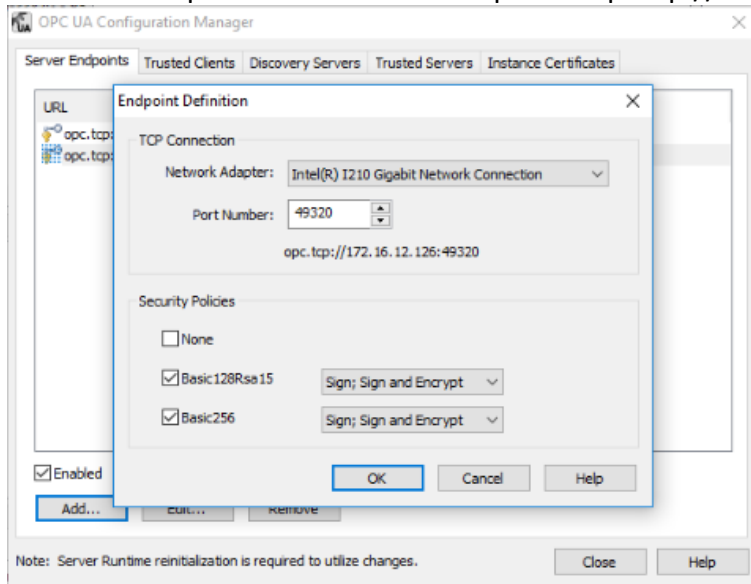 OPC UA Configuration Manager
Server Endpoints Trusted Clients Discovery Servers Trusted Servers Instance Certificates
URL
opc.tcp:
opc.tcp:
Endpoint Definition
TCP Connection
Network Adapter: Intel(R) I210 Gigabit Network Connection
Port Number: 49320
opc.tcp://172.16.12.126:49320
Security Policies
None
Basic128Rsa15 Sign; Sign and Encrypt
Basic256 Sign; Sign and Encrypt
OK Cancel Help
Enabled
Add... Edit... Remove
Note: Server Runtime reinitialization is required to utilize changes. Close Help